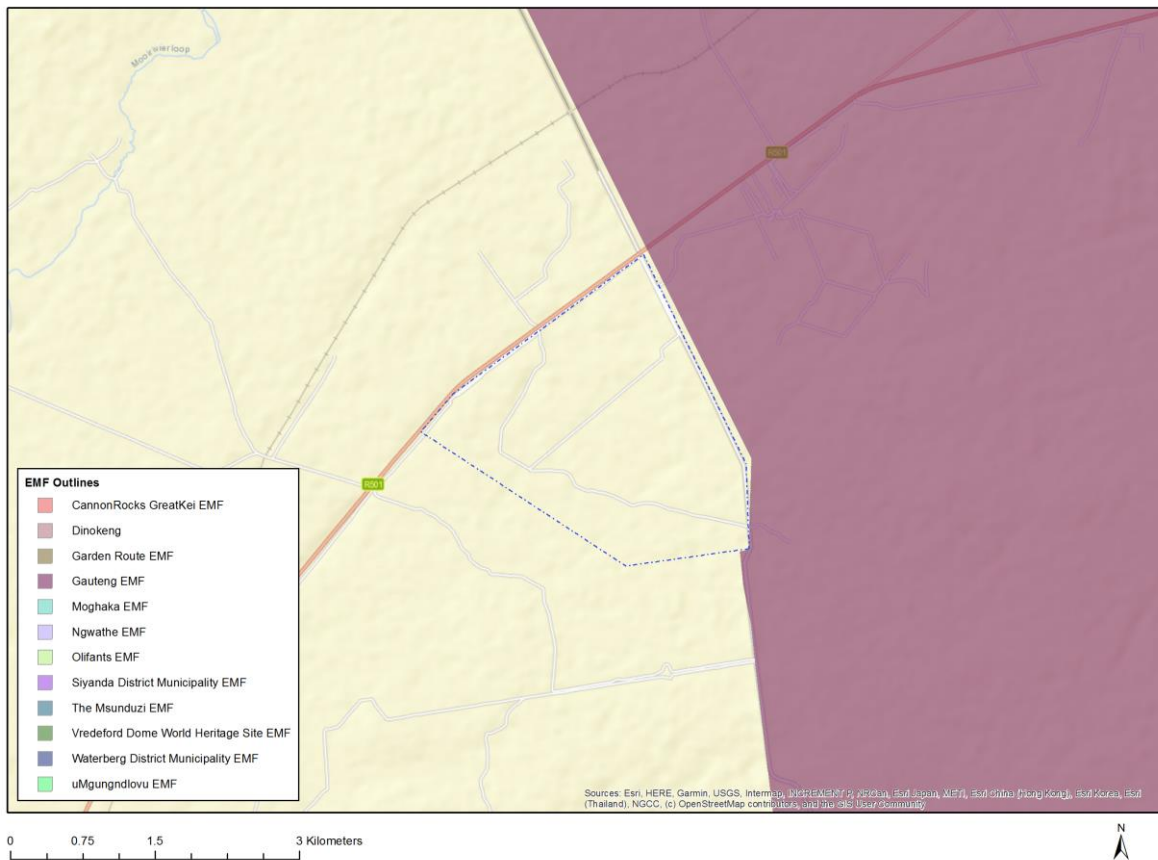 Mooirivierloop
R501
R501
EMF Outlines
CannonRocks GreatKei EMF
Dinokeng
Garden Route EMF
Gauteng EMF
Moghaka EMF
Ngwathe EMF
Olifants EMF
Siyanda District Municipality EMF
The Msunduzi EMF
Vredeford Dome World Heritage Site EMF
Waterberg District Municipality EMF
uMgungndlovu EMF
Sources: Esri, HERE, Garmin, USGS, Intermap, INCREMENT P, NRCan, Esri Japan, METI, Esri China (Hong Kong), Esri Korea, Esri
(Thailand), NGCC, (c) OpenStreetMap contributors, and the GIS User Community
0 0.75 1.5 3 Kilometers
N